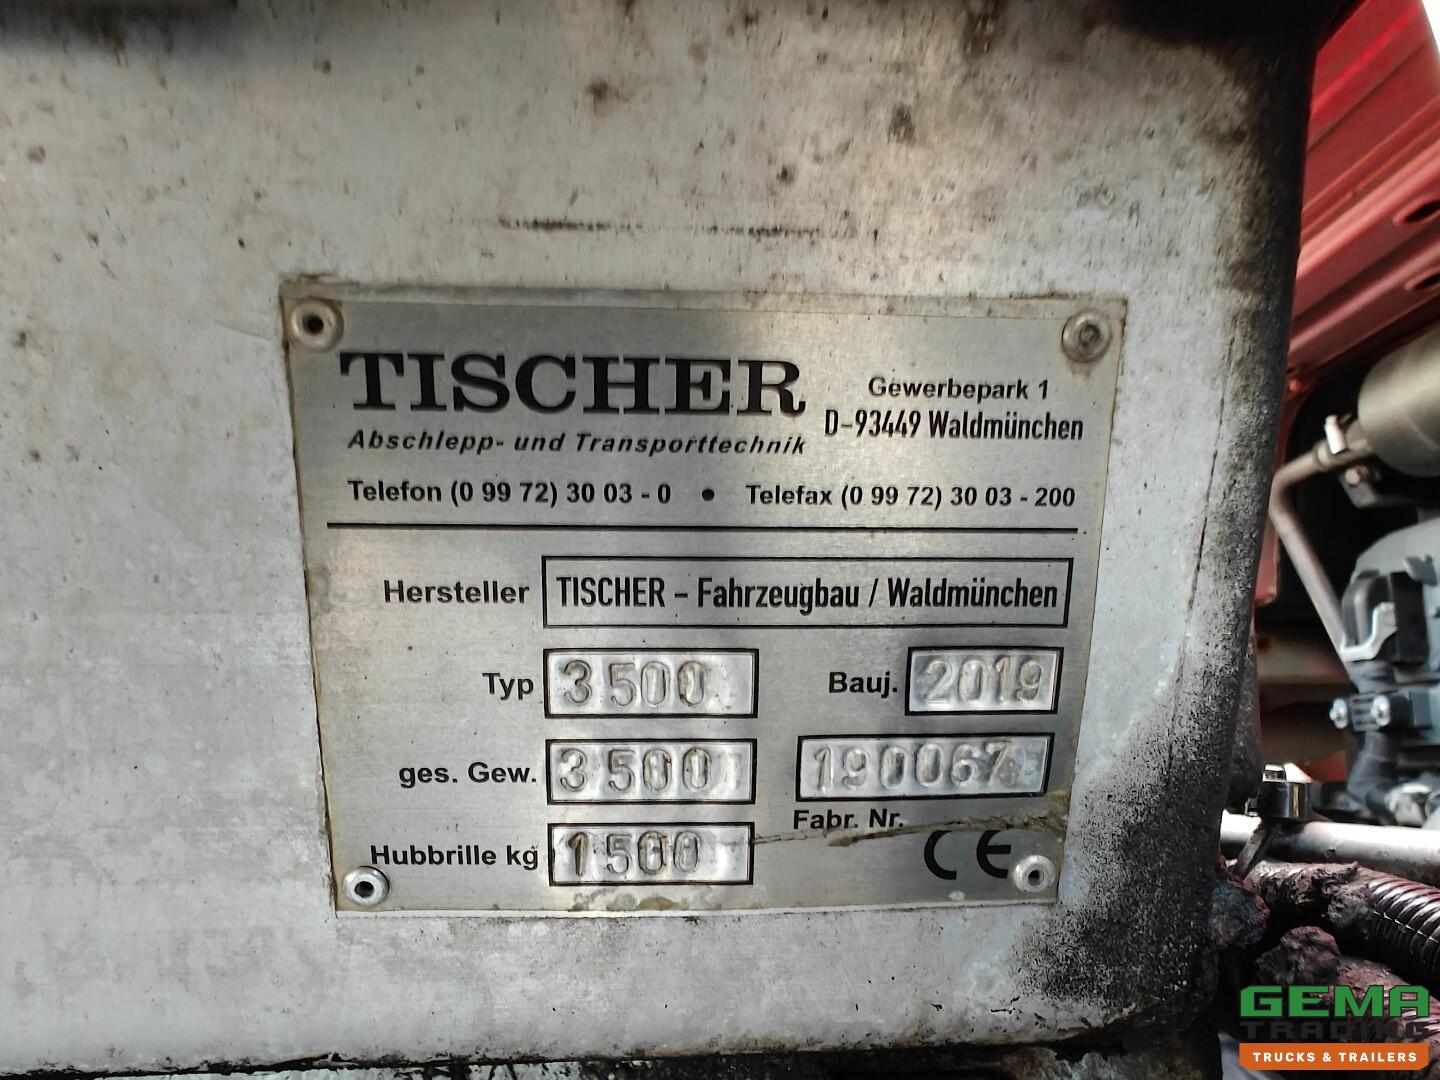 TISCHER
Abschlepp- und Transporttechnik
Gewerbepark 1
D-93449 Waldmünchen
Telefon (0 99 72) 30 03 - 0 • Telefax (0 99 72) 30 03 - 200
Hersteller TISCHER - Fahrzeugbau / Waldmünchen
Typ 3500 Bauj. 2019
ges. Gew. 3500 190067
Fabr. Nr.
Hubbrille kg 1500
CE
GEMA
TRADING
TRUCKS & TRAILERS